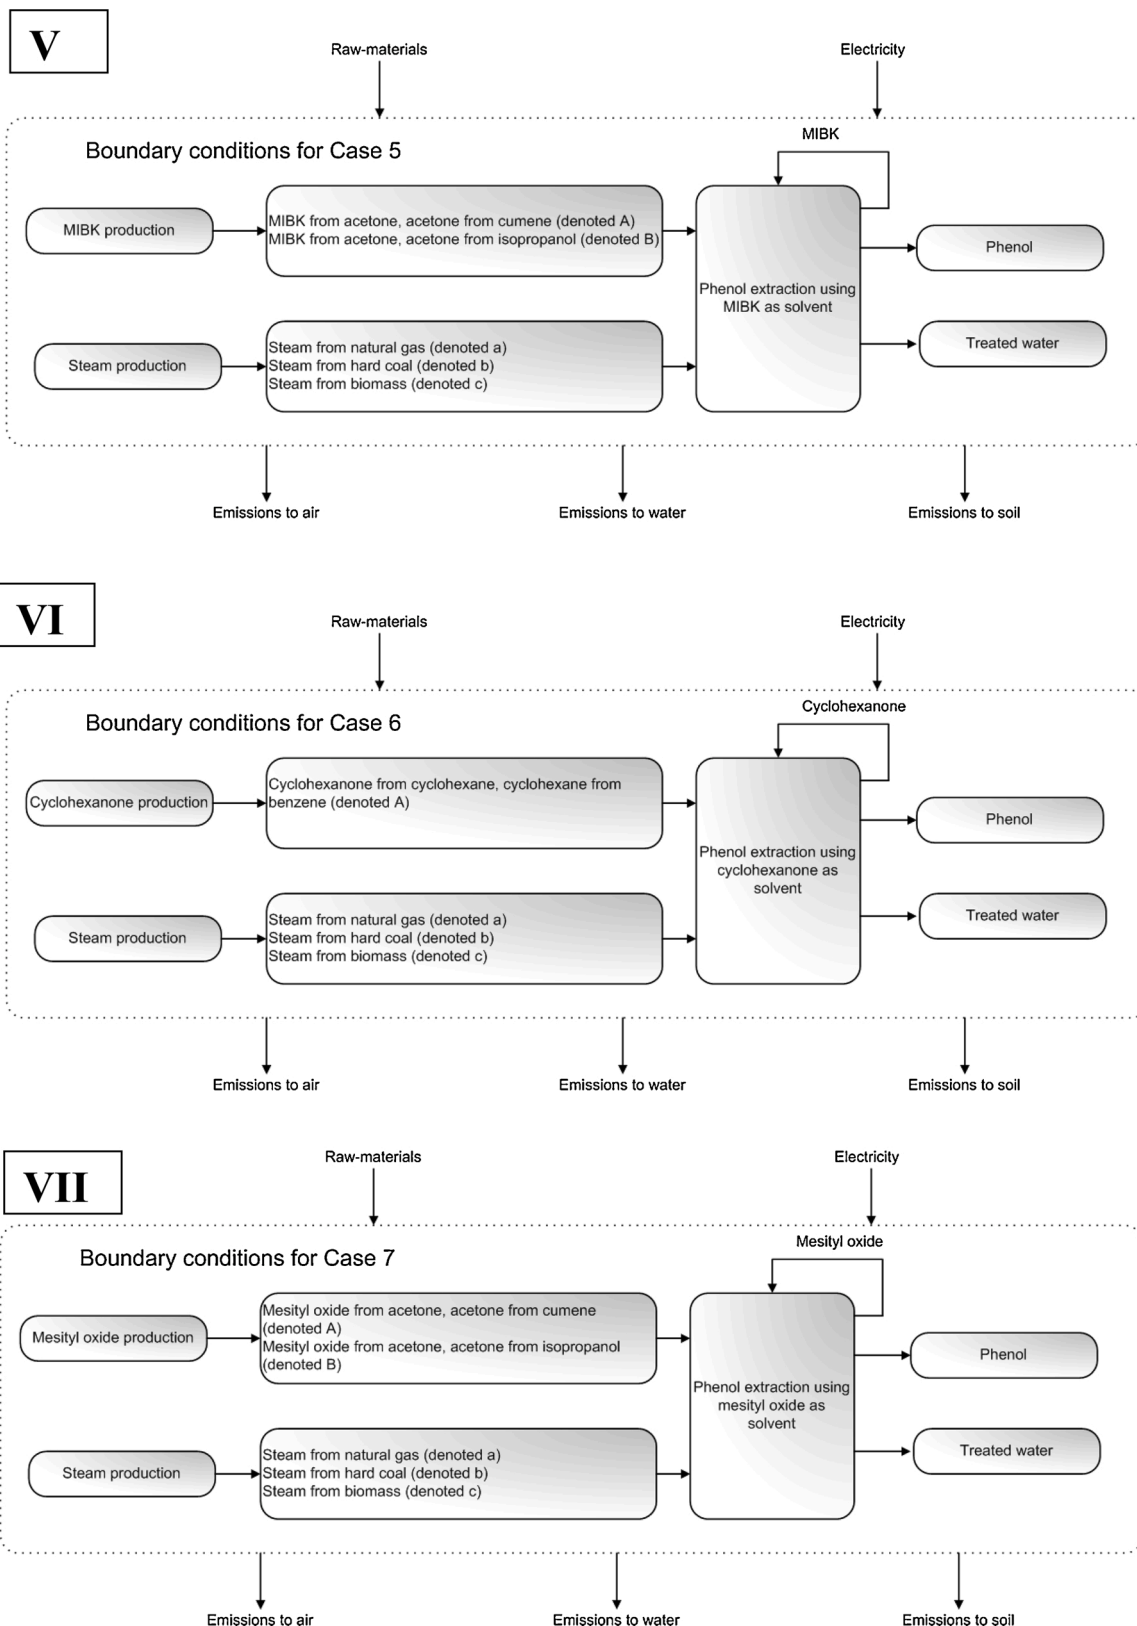 V
Raw-materials
Electricity
Boundary conditions for Case 5
MIBK
MIBK production
MIBK from acetone, acetone from cumene (denoted A)
MIBK from acetone, acetone from isopropanol (denoted B)
Phenol extraction using
MIBK as solvent
Phenol
Steam production
Steam from natural gas (denoted a)
Steam from hard coal (denoted b)
Steam from biomass (denoted c)
Treated water
Emissions to air
Emissions to water
Emissions to soil
VI
Raw-materials
Electricity
Boundary conditions for Case 6
Cyclohexanone
Cyclohexanone production
Cyclohexanone from cyclohexane, cyclohexane from
benzene (denoted A)
Phenol extraction using
cyclohexanone as
solvent
Phenol
Steam production
Steam from natural gas (denoted a)
Steam from hard coal (denoted b)
Steam from biomass (denoted c)
Treated water
Emissions to air
Emissions to water
Emissions to soil
VII
Raw-materials
Electricity
Boundary conditions for Case 7
Mesityl oxide
Mesityl oxide production
Mesityl oxide from acetone, acetone from cumene
(denoted A)
Mesityl oxide from acetone, acetone from isopropanol
(denoted B)
Phenol extraction using
mesityl oxide as
solvent
Phenol
Steam production
Steam from natural gas (denoted a)
Steam from hard coal (denoted b)
Steam from biomass (denoted c)
Treated water
Emissions to air
Emissions to water
Emissions to soil